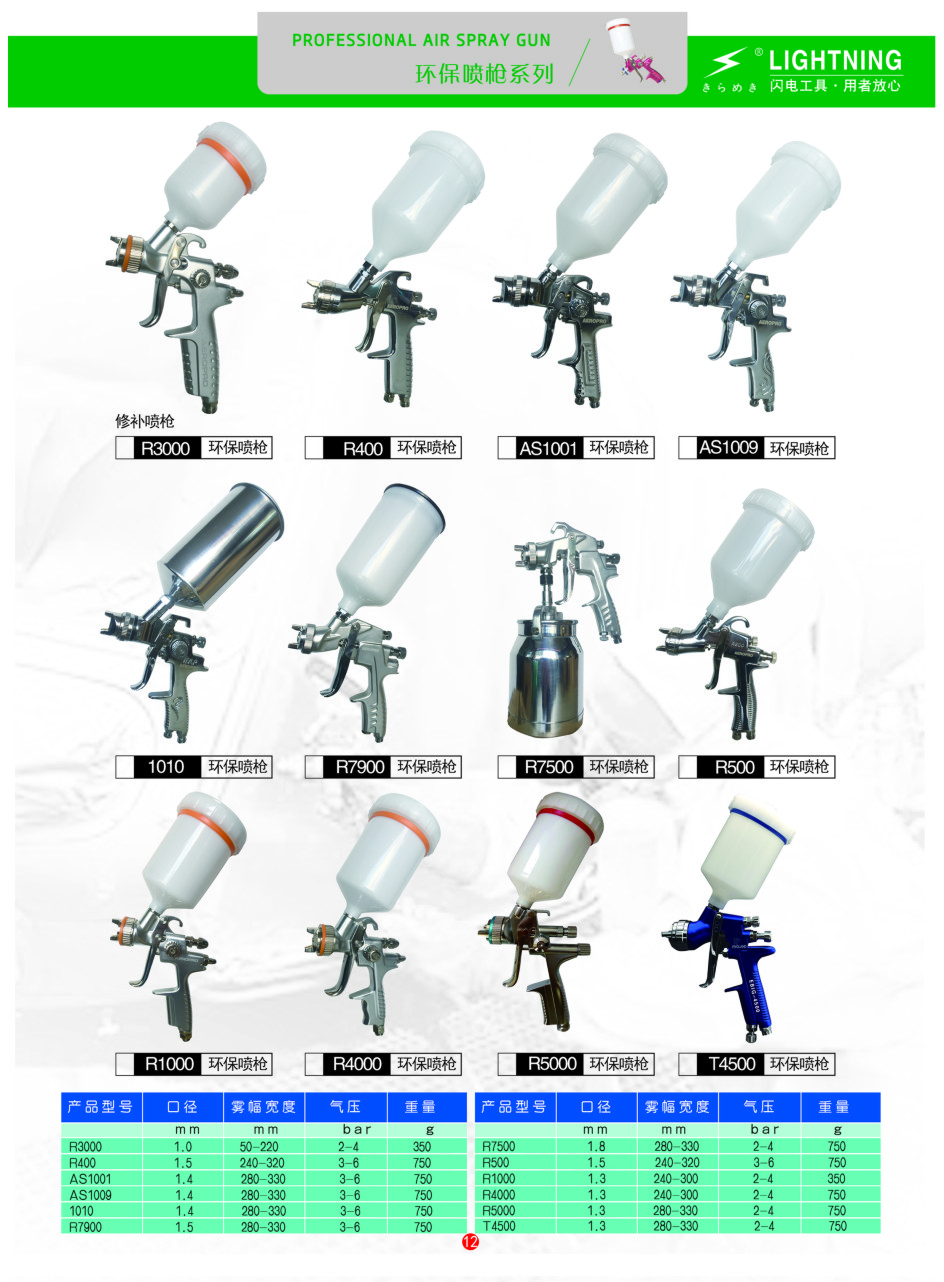 PROFESSIONAL AIR SPRAY GUN
环保喷枪系列
® LIGHTNING
きらめき 闪电工具·用者放心
AEROPRO
AEROPRO
AEROPRO
修补喷枪
R3000 环保喷枪
R400 环保喷枪
AS1001 环保喷枪
AS1009 环保喷枪
AEROPRO
1010 环保喷枪
R7900 环保喷枪
R7500 环保喷枪
R500 环保喷枪
EBIG-4500
R1000 环保喷枪
R4000 环保喷枪
R5000 环保喷枪
T4500 环保喷枪
产品型号 口径 雾幅宽度 气压 重量 产品型号 口径 雾幅宽度 气压 重量
mm mm bar g mm mm bar g
R3000 1.0 50-220 2-4 350 R7500 1.8 280-330 2-4 750
R400 1.5 240-320 3-6 750 R500 1.5 240-320 3-6 750
AS1001 1.4 280-330 3-6 750 R1000 1.3 240-300 2-4 350
AS1009 1.4 280-330 3-6 750 R4000 1.3 240-300 2-4 750
1010 1.4 280-330 3-6 750 R5000 1.3 280-330 2-4 750
R7900 1.5 280-330 3-6 750 T4500 1.3 280-330 2-4 750
12